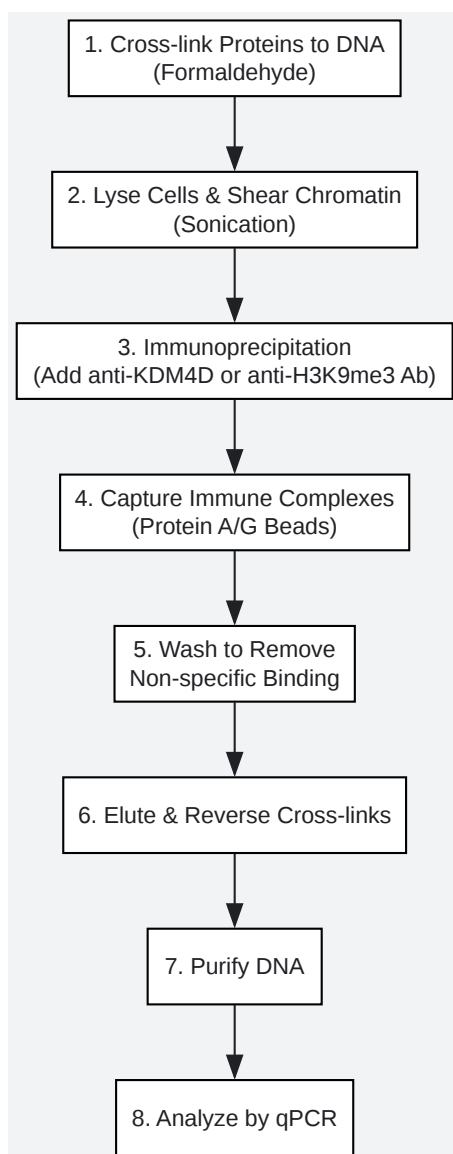 1. Cross-link Proteins to DNA
(Formaldehyde)
2. Lyse Cells & Shear Chromatin
(Sonication)
3. Immunoprecipitation
(Add anti-KDM4D or anti-H3K9me3 Ab)
4. Capture Immune Complexes
(Protein A/G Beads)
5. Wash to Remove
Non-specific Binding
6. Elute & Reverse Cross-links
7. Purify DNA
8. Analyze by qPCR